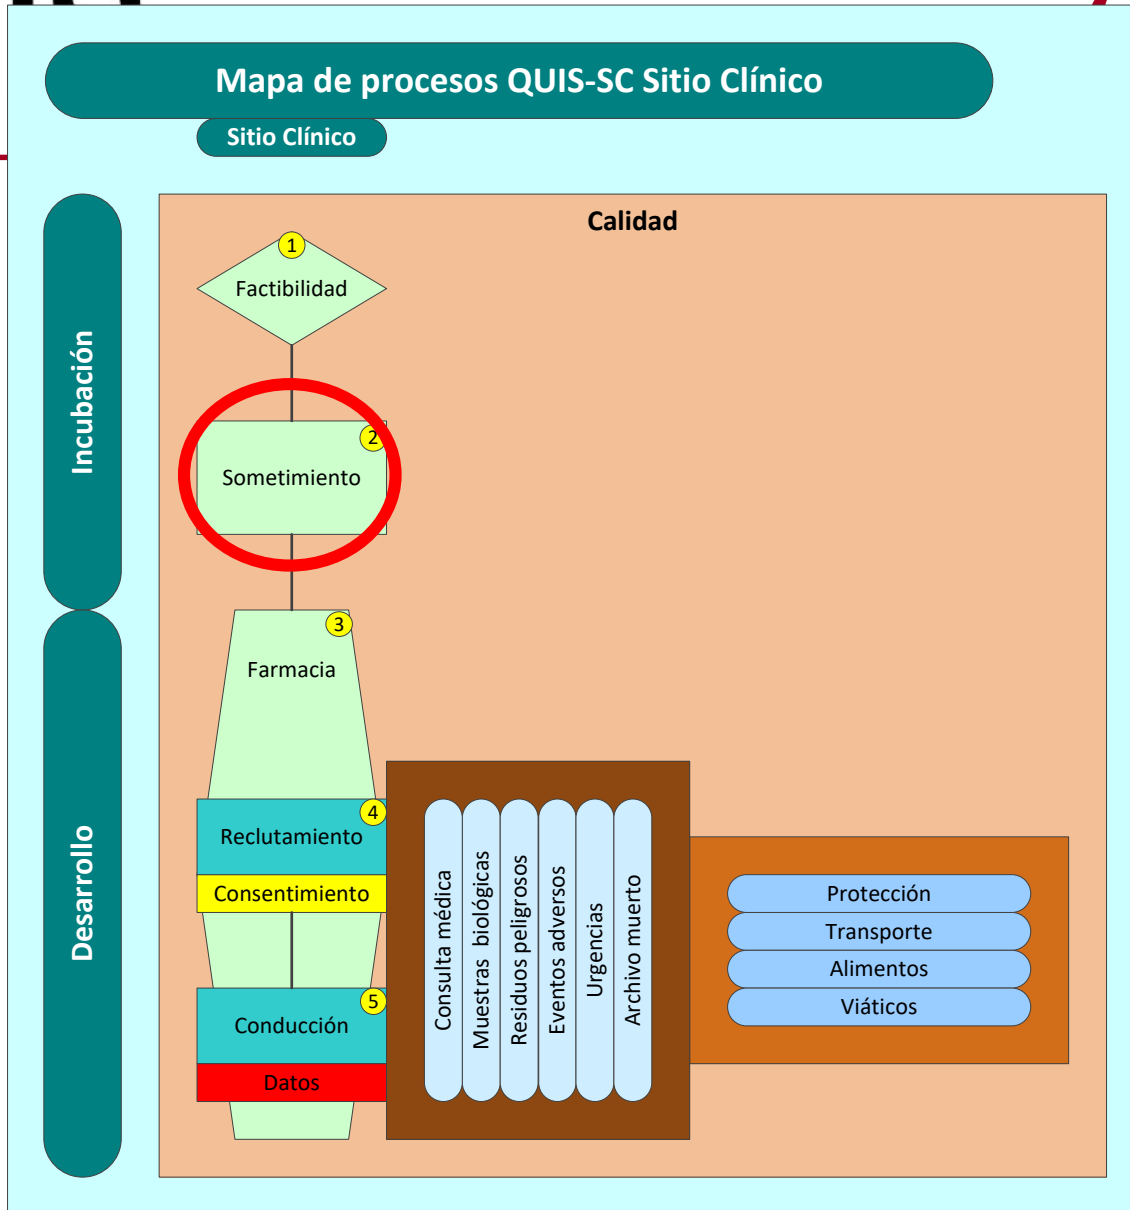 Mapa de procesos QUIS-SC Sitio Clínico
Sitio Clínico
Incubación
Desarrollo
Calidad
1
Factibilidad
2
Sometimiento
3
Farmacia
4
Reclutamiento
Consentimiento
5
Conducción
Datos
Consulta médica
Muestras biológicas
Residuos peligrosos
Eventos adversos
Urgencias
Archivo muerto
Protección
Transporte
Alimentos
Viáticos